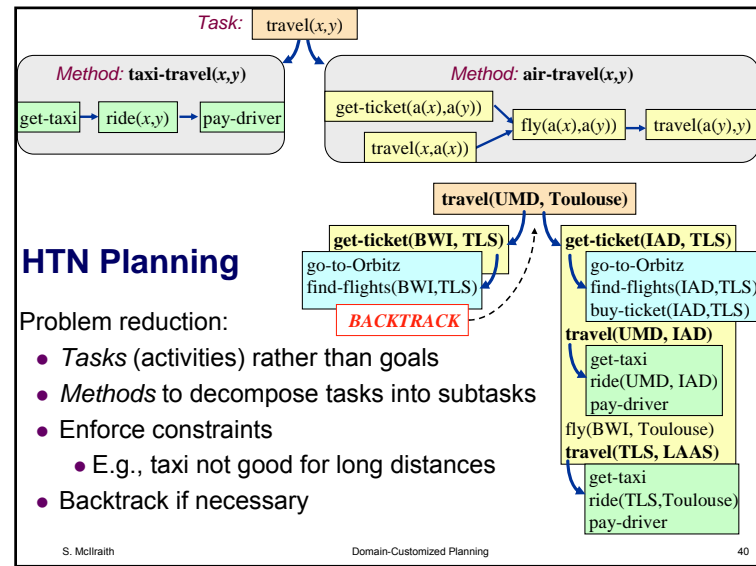 Task: travel(x,y)
Method: taxi-travel(x,y)
get-taxi ride(x,y) pay-driver
Method: air-travel(x,y)
get-ticket(a(x),a(y))
fly(a(x),a(y)) travel(a(y),y)
travel(x,a(x))
travel(UMD, Toulouse)
get-ticket(BWI, TLS)
go-to-Orbitz
find-flights(BWI,TLS)
BACKTRACK
get-ticket(IAD, TLS)
go-to-Orbitz
find-flights(IAD,TLS)
buy-ticket(IAD,TLS)
travel(UMD, IAD)
get-taxi
ride(UMD, IAD)
pay-driver
fly(BWI, Toulouse)
travel(TLS, LAAS)
get-taxi
ride(TLS,Toulouse)
pay-driver
HTN Planning
Problem reduction:
• Tasks (activities) rather than goals
• Methods to decompose tasks into subtasks
• Enforce constraints
• E.g., taxi not good for long distances
• Backtrack if necessary
S. McIlraith Domain-Customized Planning 40